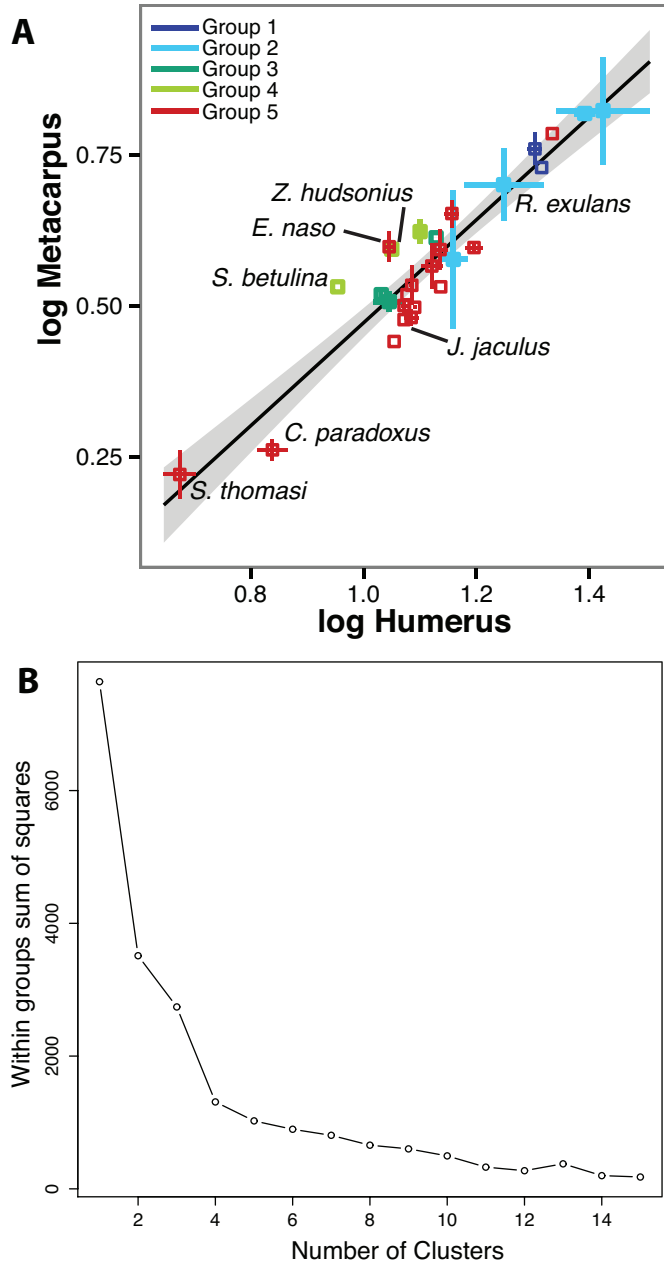 A
Group 1
Group 2
Group 3
Group 4
Group 5
log Metacarpus
0.75
0.50
0.25
Z. hudsonius
E. naso
S. betulina
R. exulans
J. jaculus
C. paradoxus
S. thomasi
0.8 1.0 1.2 1.4
log Humerus
B
Within groups sum of squares
6000
4000
2000
0
2 4 6 8 10 12 14
Number of Clusters